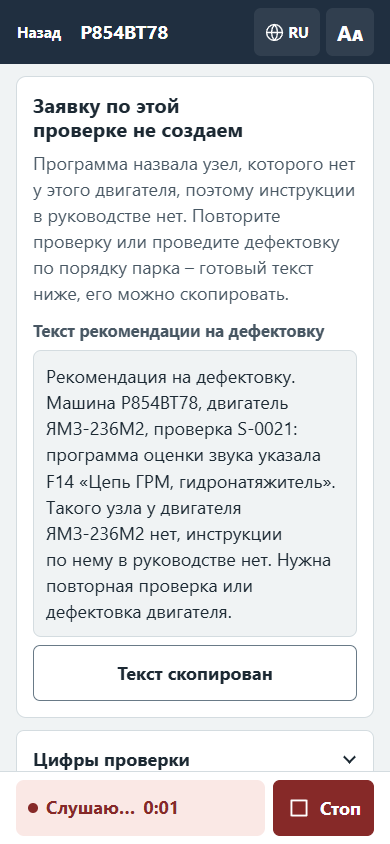 Назад P854BT78 RU AA
Заявку по этой
проверке не создаем
Программа назвала узел, которого нет
у этого двигателя, поэтому инструкции
в руководстве нет. Повторите
проверку или проведите дефектовку
по порядку парка – готовый текст
ниже, его можно скопировать.
Текст рекомендации на дефектовку
Рекомендация на дефектовку.
Машина P854BT78, двигатель
ЯМЗ-236М2, проверка S-0021:
программа оценки звука указала
F14 «Цепь ГРМ, гидронатяжитель».
Такого узла у двигателя
ЯМЗ-236М2 нет, инструкции
по нему в руководстве нет. Нужна
повторная проверка или
дефектовка двигателя.
Текст скопирован
Цифры проверки
Слушаю... 0:01 Стоп